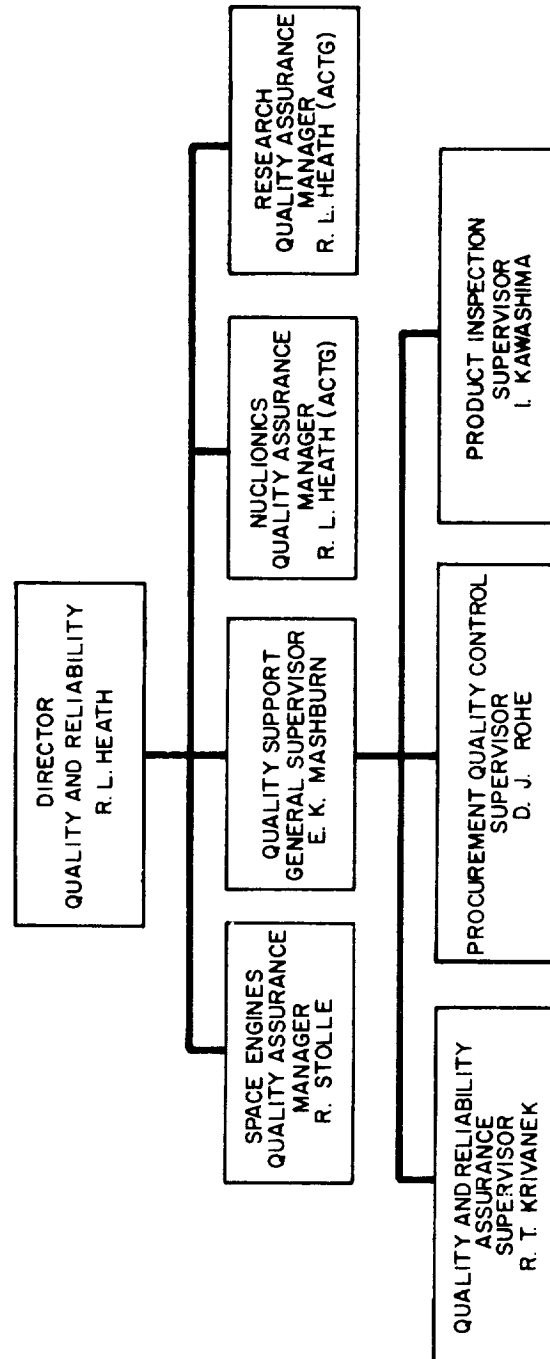 DIRECTOR
QUALITY AND RELIABILITY
R. L. HEATH
SPACE ENGINES
QUALITY ASSURANCE
MANAGER
R. STOLLE
QUALITY SUPPORT
GENERAL SUPERVISOR
E. K. MASHBURN
NUCLIONICS
QUALITY ASSURANCE
MANAGER
R. L. HEATH (ACTG)
RESEARCH
QUALITY ASSURANCE
MANAGER
R. L. HEATH (ACTG)
QUALITY AND RELIABILITY
ASSURANCE
SUPERVISOR
R. T. KRIVANEK
PROCUREMENT QUALITY CONTROL
SUPERVISOR
D. J. ROHE
PRODUCT INSPECTION
SUPERVISOR
I. KAWASHIMA